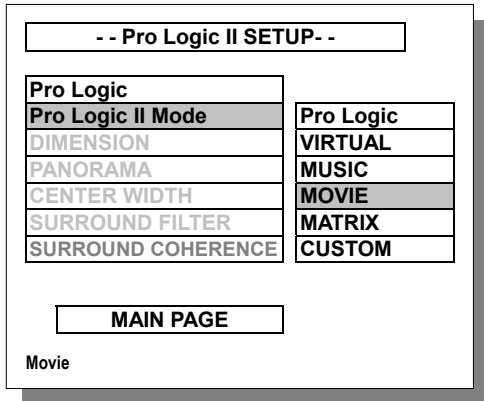 - - Pro Logic II SETUP- -
Pro Logic
Pro Logic II Mode
DIMENSION
PANORAMA
CENTER WIDTH
SURROUND FILTER
SURROUND COHERENCE
Pro Logic
VIRTUAL
MUSIC
MOVIE
MATRIX
CUSTOM
MAIN PAGE
Movie